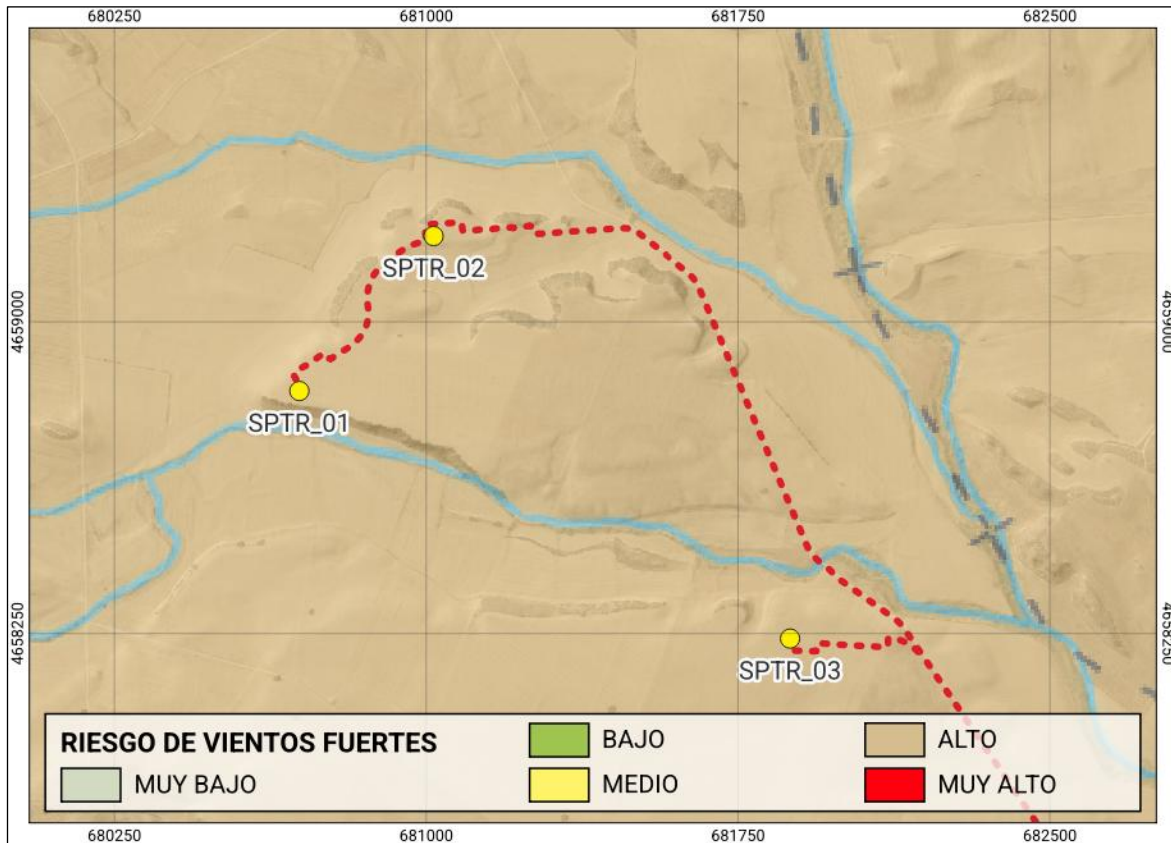 680250 681000 681750 682500
SPTR_02
4659000 4659000
SPTR_01
4658250 4658250
SPTR_03
RIESGO DE VIENTOS FUERTES
MUY BAJO
BAJO
MEDIO
ALTO
MUY ALTO
680250 681000 681750 682500